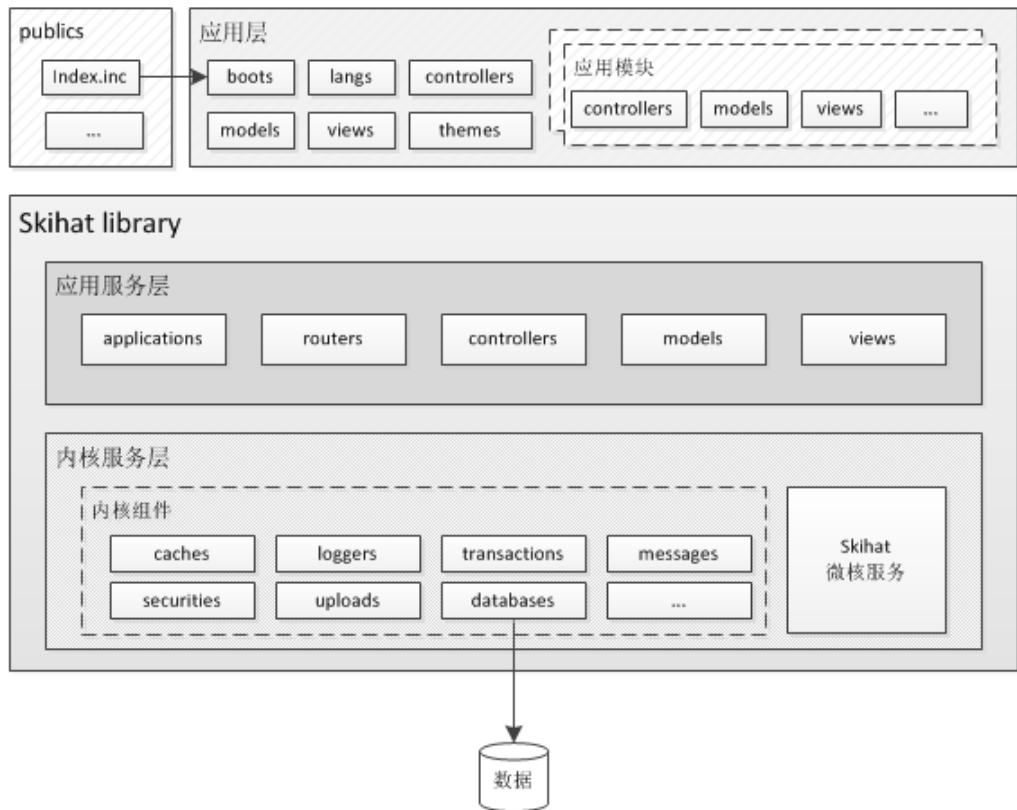 publics
Index.inc
...
应用层
boots
langs
controllers
models
views
themes
应用模块
controllers
models
views
...
Skihat library
应用服务层
applications
routers
controllers
models
views
内核服务层
内核组件
caches
loggers
transactions
messages
securities
uploads
databases
...
Skihat
微核服务
数据